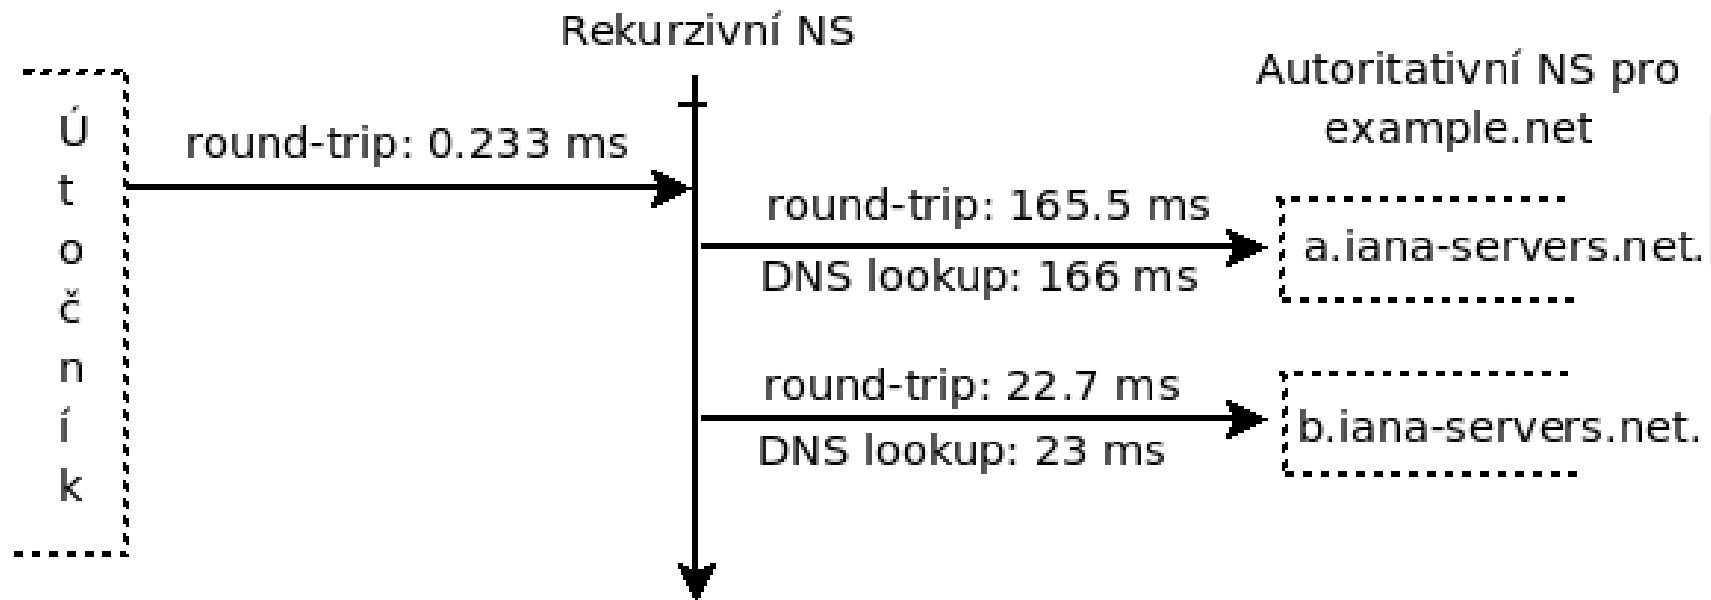 Rekurzivní NS
Autoritativní NS pro
example.net
Ú
t
o
č
n
í
k
round-trip: 0.233 ms
round-trip: 165.5 ms
DNS lookup: 166 ms
a.iana-servers.net.
round-trip: 22.7 ms
DNS lookup: 23 ms
b.iana-servers.net.